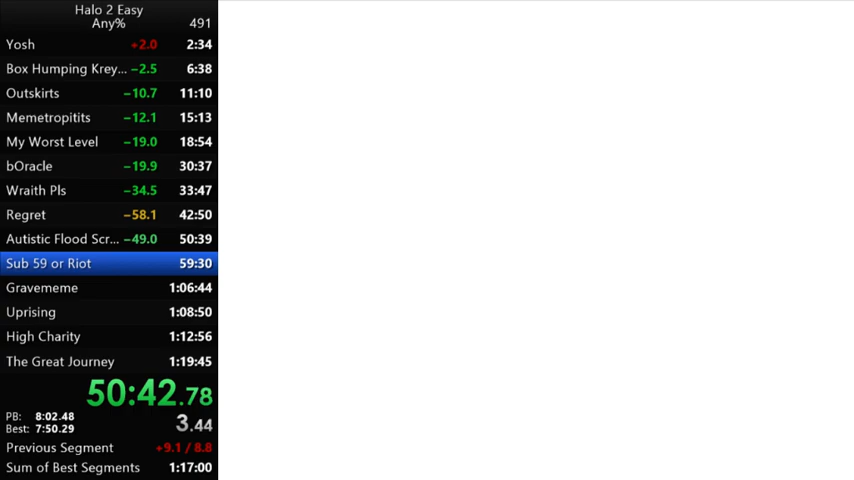 Halo 2 Easy
Any% 491
Yosh +2.0 2:34
Box Humping Krey... −2.5 6:38
Outskirts −10.7 11:10
Memetropitits −12.1 15:13
My Worst Level −19.0 18:54
bOracle −19.9 30:37
Wraith Pls −34.5 33:47
Regret −58.1 42:50
Autistic Flood Scr... −49.0 50:39
Sub 59 or Riot 59:30
Gravememe 1:06:44
Uprising 1:08:50
High Charity 1:12:56
The Great Journey 1:19:45
50:42.78
PB: 8:02.48 3.44
Best: 7:50.29
Previous Segment +9.1 / 8.8
Sum of Best Segments 1:17:00